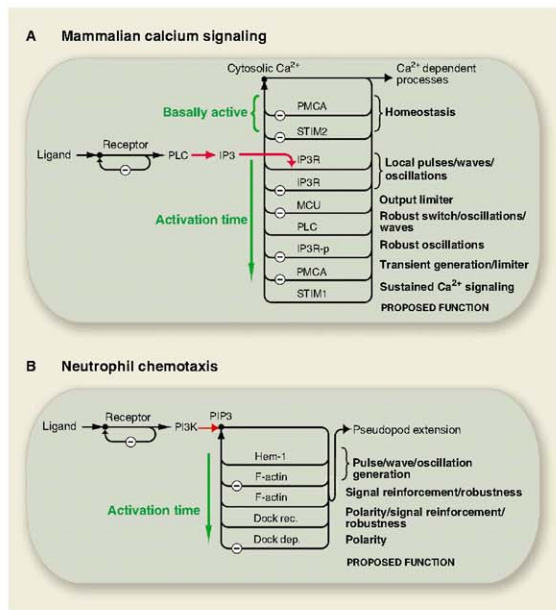 A Mammalian calcium signaling
Cytosolic Ca²⁺
Ca²⁺ dependent
processes
Basally active
PMCA
STIM2
Homeostasis
Ligand
Receptor
PLC
IP3
IP3R
IP3R
Local pulses/waves/
oscillations
Activation time
MCU
Output limiter
PLC
Robust switch/oscillations/
waves
IP3R-p
Robust oscillations
PMCA
Transient generation/limiter
STIM1
Sustained Ca²⁺ signaling
PROPOSED FUNCTION
B Neutrophil chemotaxis
Ligand
Receptor
PI3K
PIP3
Pseudopod extension
Hem-1
F-actin
Pulse/wave/oscillation
generation
F-actin
Signal reinforcement/robustness
Activation time
Dock rec.
Polarity/signal reinforcement/
robustness
Dock dep.
Polarity
PROPOSED FUNCTION